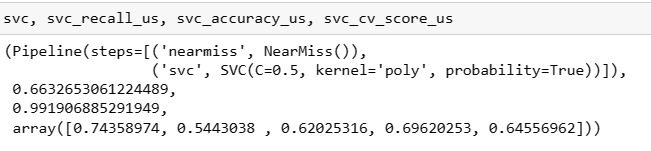 svc, svc_recall_us, svc_accuracy_us, svc_cv_score_us
(Pipeline(steps=[('nearmiss', NearMiss()),
('svc', SVC(C=0.5, kernel='poly', probability=True))]),
0.6632653061224489,
0.991906885291949,
array([0.74358974, 0.5443038 , 0.62025316, 0.69620253, 0.64556962]))